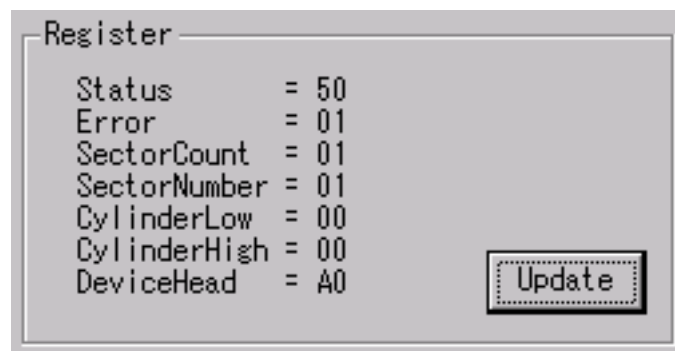 Register
Status = 50
Error = 01
SectorCount = 01
SectorNumber = 01
CylinderLow = 00
CylinderHigh = 00
DeviceHead = A0
Update